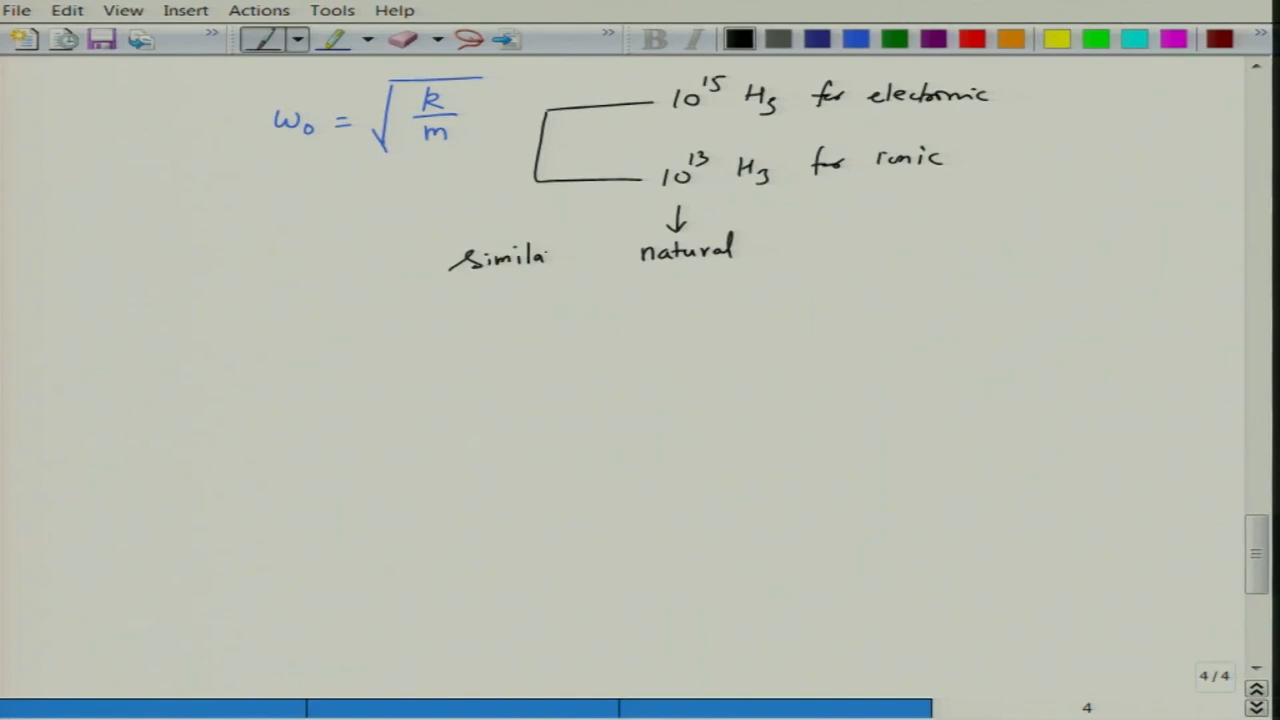 File Edit View Insert Actions Tools Help
B I
ω₀ = √(k/m)
10¹⁵ Hz for electronic
10¹³ Hz for ionic
↓
simila natural
4 / 4
4